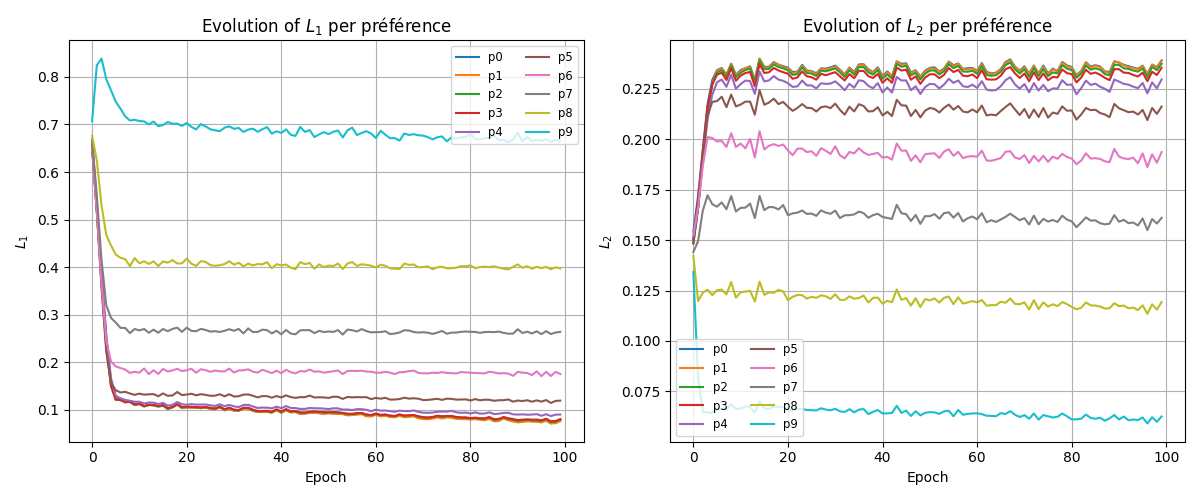 Evolution of L₁ per préférence
L₁
0.8
0.7
0.6
0.5
0.4
0.3
0.2
0.1
0 20 40 60 80 100
Epoch
p0 p5
p1 p6
p2 p7
p3 p8
p4 p9
Evolution of L₂ per préférence
L₂
0.225
0.200
0.175
0.150
0.125
0.100
0.075
0 20 40 60 80 100
Epoch
p0 p5
p1 p6
p2 p7
p3 p8
p4 p9